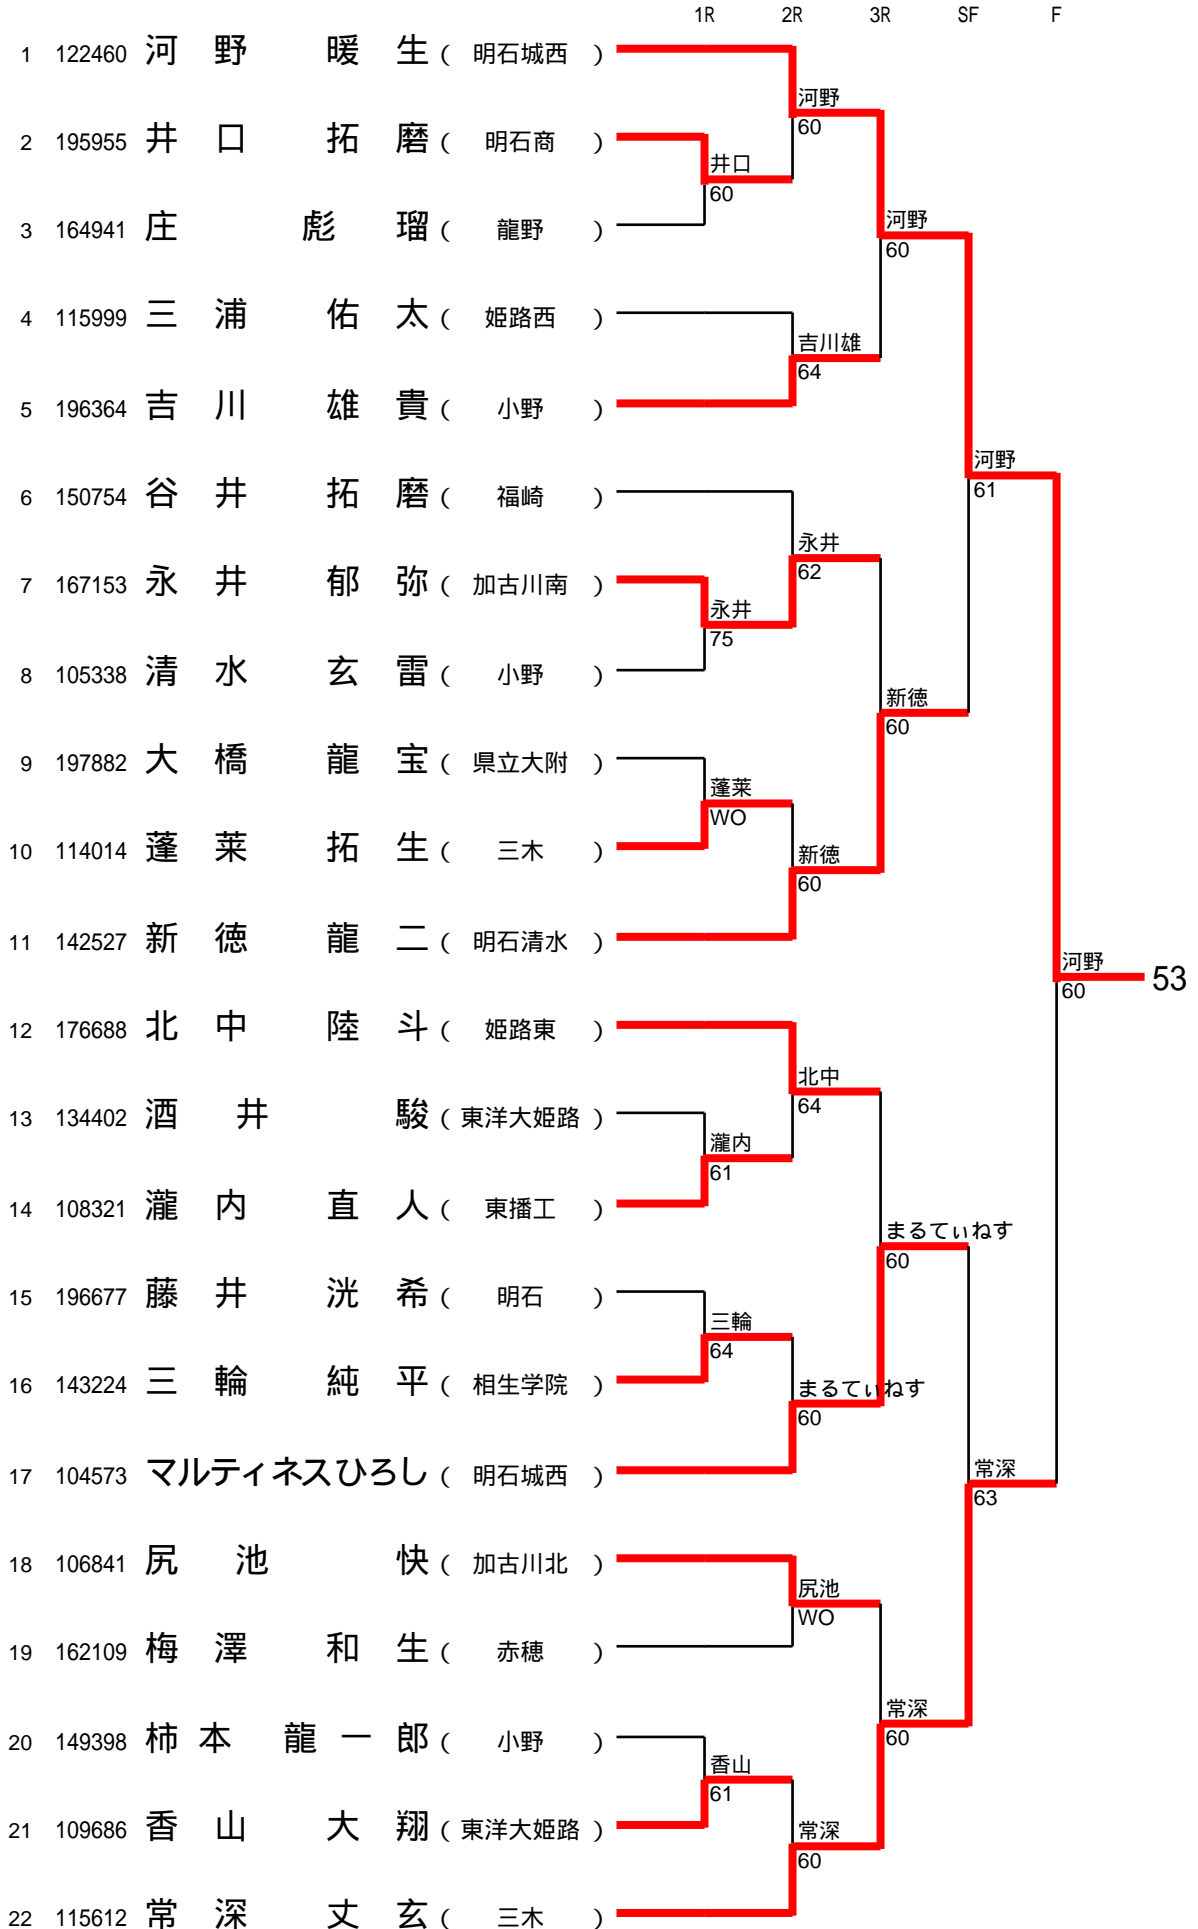 1R 2R 3R SF F
1 122460 河野 暖生 ( 明石城西 )
河野
60
2 195955 井口 拓磨 ( 明石商 )
井口
60
3 164941 庄 彪瑠 ( 龍野 )
河野
60
4 115999 三浦 佑太 ( 姫路西 )
吉川雄
64
5 196364 吉川 雄貴 ( 小野 )
河野
61
6 150754 谷井 拓磨 ( 福崎 )
永井
62
7 167153 永井 郁弥 ( 加古川南 )
永井
75
8 105338 清水 玄雷 ( 小野 )
新徳
60
9 197882 大橋 龍宝 ( 県立大附 )
蓬莱
WO
10 114014 蓬莱 拓生 ( 三木 )
新徳
60
11 142527 新徳 龍二 ( 明石清水 )
河野
60
53
12 176688 北中 陸斗 ( 姫路東 )
北中
64
13 134402 酒井 駿 ( 東洋大姫路 )
瀧内
61
14 108321 瀧内 直人 ( 東播工 )
まるてぃねす
60
15 196677 藤井 洸希 ( 明石 )
三輪
64
16 143224 三輪 純平 ( 相生学院 )
まるてぃねす
60
17 104573 マルティネスひろし ( 明石城西 )
常深
63
18 106841 尻池 快 ( 加古川北 )
尻池
WO
19 162109 梅澤 和生 ( 赤穂 )
常深
60
20 149398 柿本 龍一郎 ( 小野 )
香山
61
21 109686 香山 大翔 ( 東洋大姫路 )
常深
60
22 115612 常深 丈玄 ( 三木 )